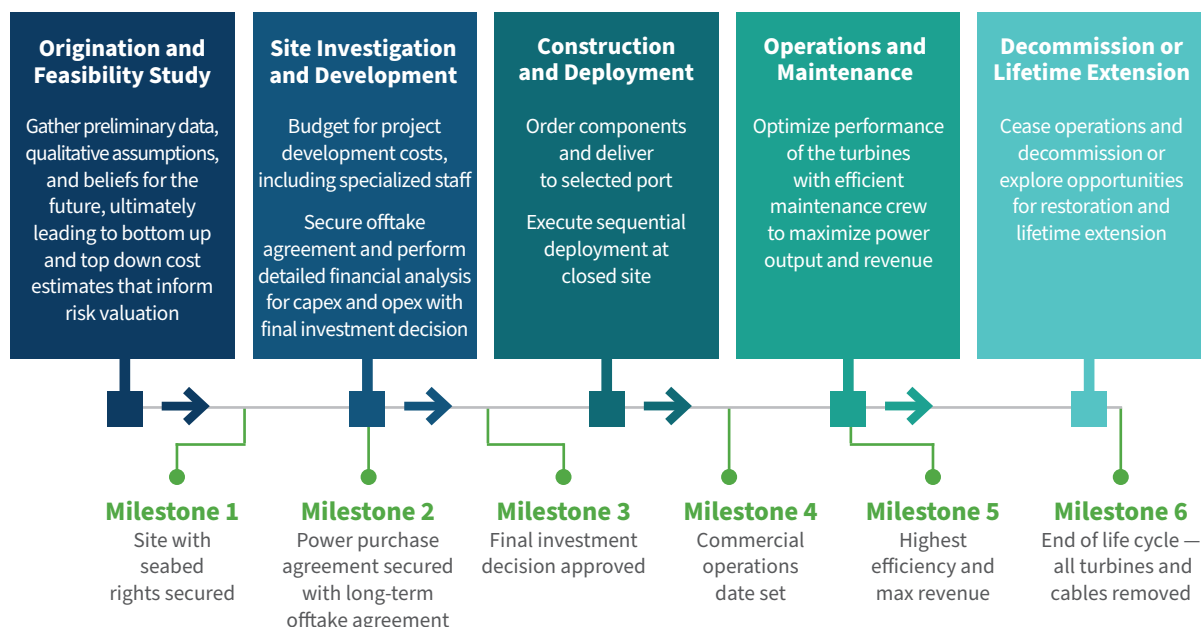 Origination and
Feasibility Study
Gather preliminary data,
qualitative assumptions,
and beliefs for the
future, ultimately
leading to bottom up
and top down cost
estimates that inform
risk valuation
Site Investigation
and Development
Budget for project
development costs,
including specialized staff
Secure offtake
agreement and perform
detailed financial analysis
for capex and opex with
final investment decision
Construction
and Deployment
Order components
and deliver
to selected port
Execute sequential
deployment at
closed site
Operations and
Maintenance
Optimize performance
of the turbines
with efficient
maintenance crew
to maximize power
output and revenue
Decommission or
Lifetime Extension
Cease operations and
decommission or
explore opportunities
for restoration and
lifetime extension
Milestone 1
Site with
seabed
rights secured
Milestone 2
Power purchase
agreement secured
with long-term
offtake agreement
Milestone 3
Final investment
decision approved
Milestone 4
Commercial
operations
date set
Milestone 5
Highest
efficiency and
max revenue
Milestone 6
End of life cycle —
all turbines and
cables removed